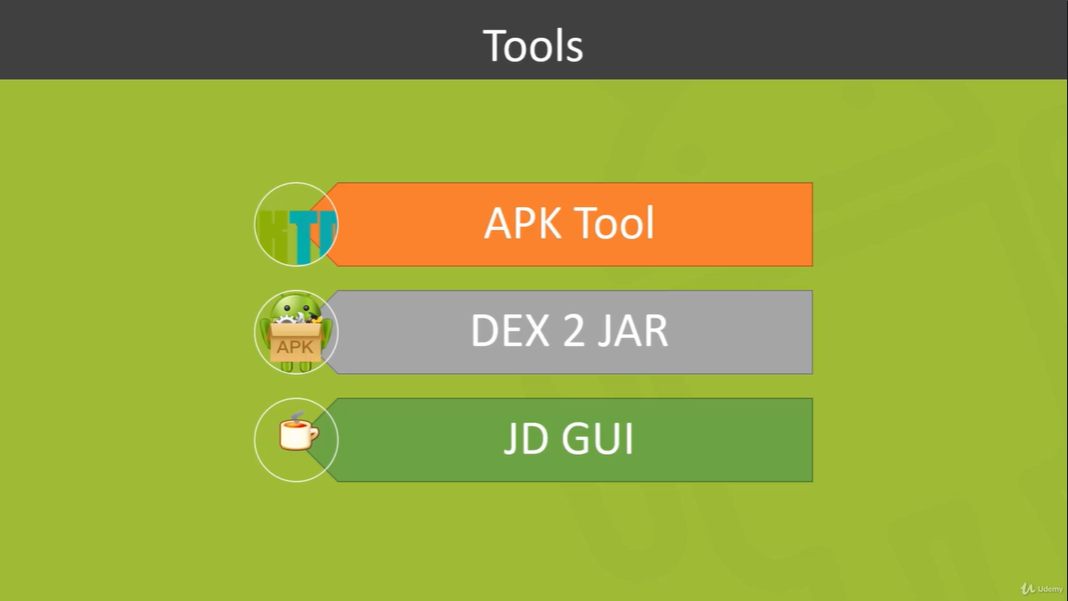 Tools
APK Tool
APK
DEX 2 JAR
JD GUI
Udemy